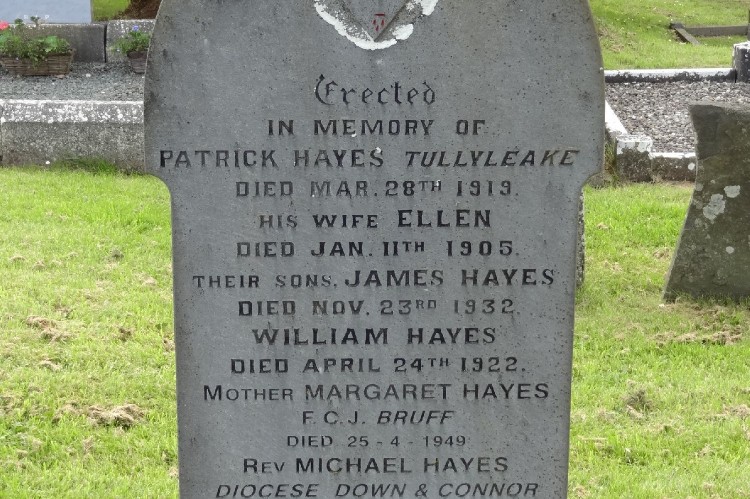 Erected
IN MEMORY OF
PATRICK HAYES TULLYLEAKE
DIED MAR. 28TH 1919.
HIS WIFE ELLEN
DIED JAN. 11TH 1905.
THEIR SONS, JAMES HAYES
DIED NOV. 23RD 1932
WILLIAM HAYES
DIED APRIL 24TH 1922.
MOTHER MARGARET HAYES
F.C.J. BRUFF
DIED 25-4-1949
REV MICHAEL HAYES
DIOCESE DOWN & CONNOR